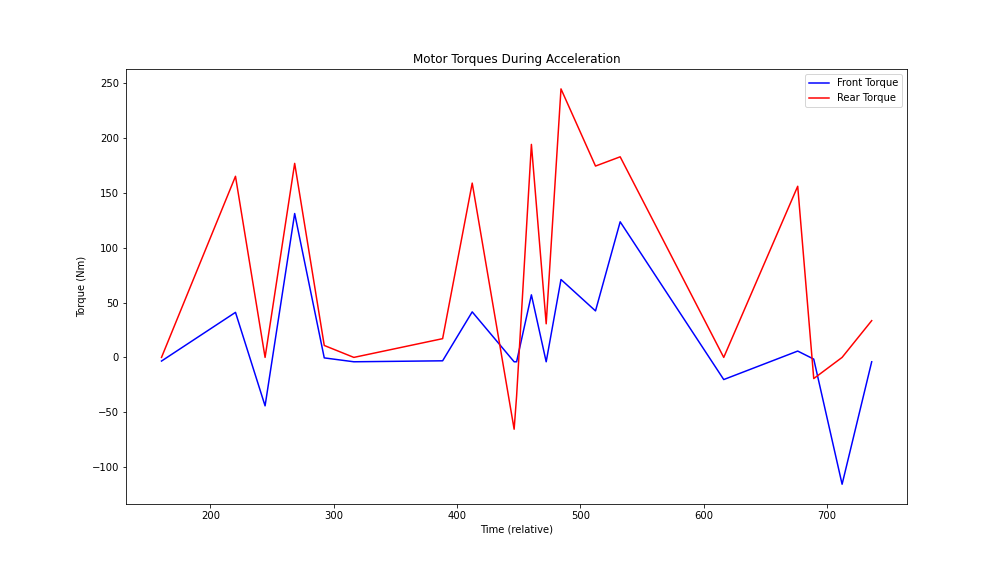 Motor Torques During Acceleration
Front Torque
Rear Torque
250
200
150
100
50
0
−50
−100
Torque (Nm)
200
300
400
500
600
700
Time (relative)